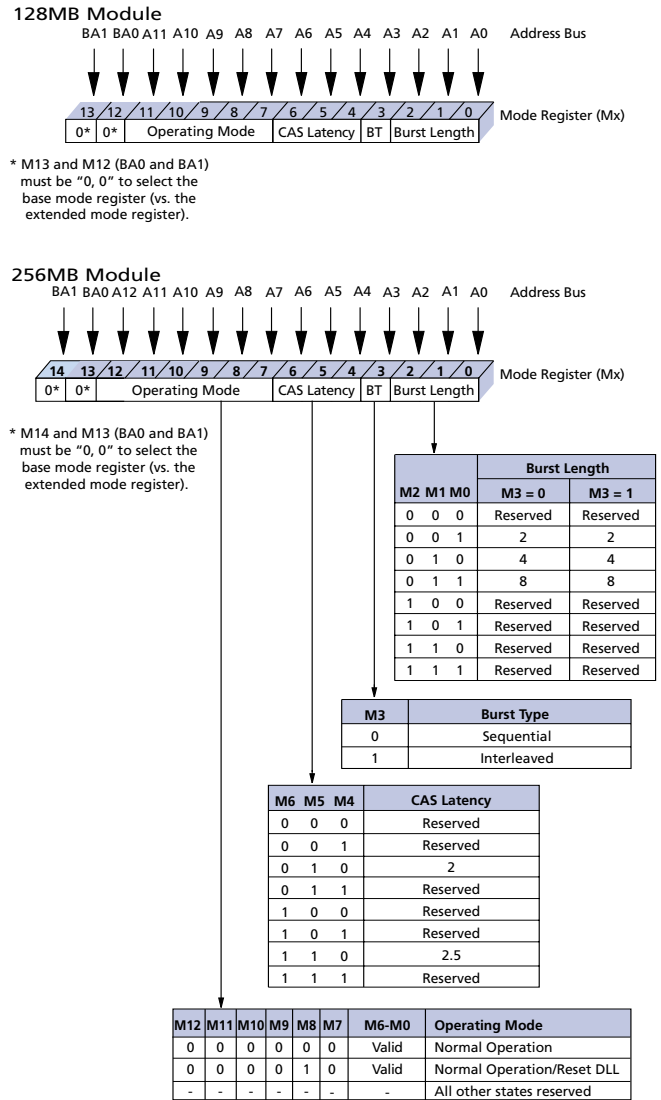 128MB Module
BA1 BA0 A11 A10 A9 A8 A7 A6 A5 A4 A3 A2 A1 A0 Address Bus
13 12 11 10 9 8 7 6 5 4 3 2 1 0 Mode Register (Mx)
0* 0* Operating Mode CAS Latency BT Burst Length
* M13 and M12 (BA0 and BA1)
must be “0, 0” to select the
base mode register (vs. the
extended mode register).
256MB Module
BA1 BA0 A12 A11 A10 A9 A8 A7 A6 A5 A4 A3 A2 A1 A0 Address Bus
14 13 12 11 10 9 8 7 6 5 4 3 2 1 0 Mode Register (Mx)
0* 0* Operating Mode CAS Latency BT Burst Length
* M14 and M13 (BA0 and BA1)
must be “0, 0” to select the
base mode register (vs. the
extended mode register).
Burst Length
M2 M1 M0 M3 = 0 M3 = 1
0 0 0 Reserved Reserved
0 0 1 2 2
0 1 0 4 4
0 1 1 8 8
1 0 0 Reserved Reserved
1 0 1 Reserved Reserved
1 1 0 Reserved Reserved
1 1 1 Reserved Reserved
M3 Burst Type
0 Sequential
1 Interleaved
M6 M5 M4 CAS Latency
0 0 0 Reserved
0 0 1 Reserved
0 1 0 2
0 1 1 Reserved
1 0 0 Reserved
1 0 1 Reserved
1 1 0 2.5
1 1 1 Reserved
M12 M11 M10 M9 M8 M7 M6-M0 Operating Mode
0 0 0 0 0 0 Valid Normal Operation
0 0 0 0 1 0 Valid Normal Operation/Reset DLL
- - - - - - - All other states reserved